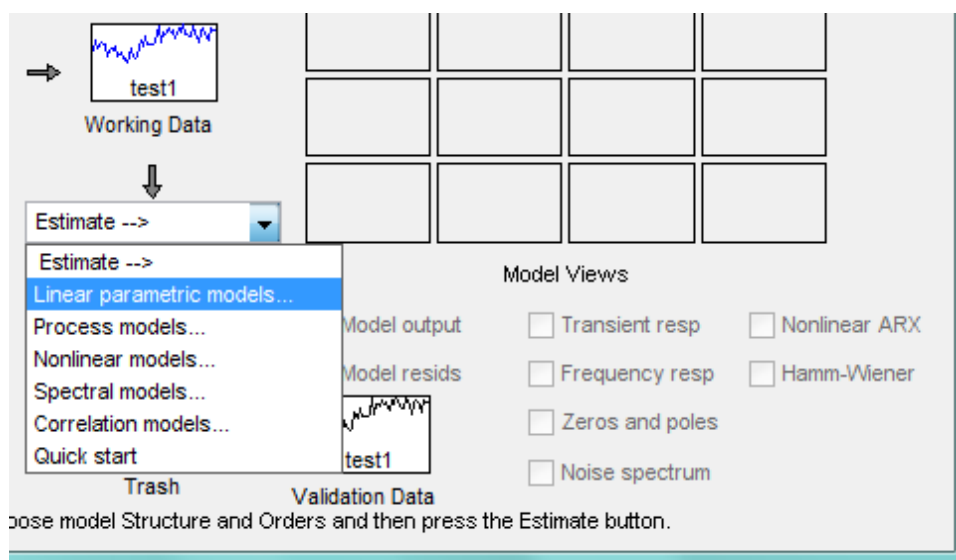 test1
Working Data
Estimate -->
Estimate -->
Linear parametric models...
Process models...
Nonlinear models...
Spectral models...
Correlation models...
Quick start
Trash
Model Views
Model output
Transient resp
Nonlinear ARX
Model resids
Frequency resp
Hamm-Wiener
Zeros and poles
Noise spectrum
test1
Validation Data
oose model Structure and Orders and then press the Estimate button.